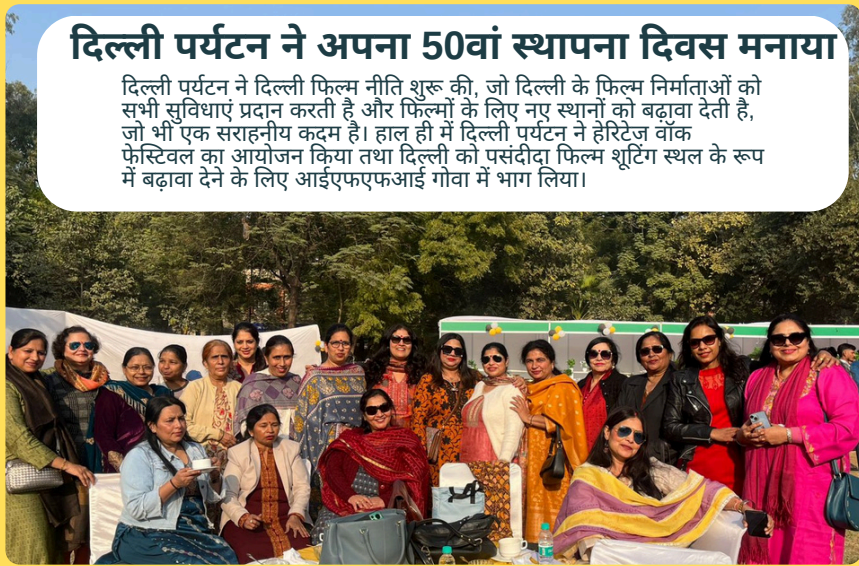 दिल्ली पर्यटन ने अपना 50वां स्थापना दिवस मनाया
दिल्ली पर्यटन ने दिल्ली फिल्म नीति शुरू की, जो दिल्ली के फिल्म निर्माताओं को
सभी सुविधाएं प्रदान करती है और फिल्मों के लिए नए स्थानों को बढ़ावा देती है,
जो भी एक सराहनीय कदम है। हाल ही में दिल्ली पर्यटन ने हेरिटेज वॉक
फेस्टिवल का आयोजन किया तथा दिल्ली को पसंदीदा फिल्म शूटिंग स्थल के रूप
में बढ़ावा देने के लिए आईएफएफआई गोवा में भाग लिया।